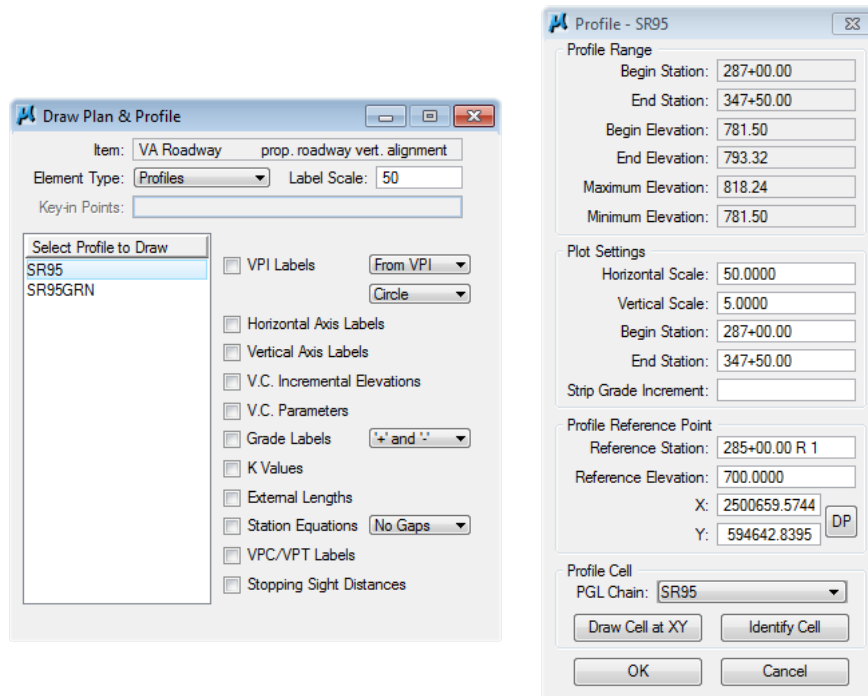 Draw Plan & Profile
Item: VA Roadway prop. roadway vert. alignment
Element Type: Profiles Label Scale: 50
Key-in Points:
Select Profile to Draw
SR95
SR95GRN
VPI Labels From VPI
Circle
Horizontal Axis Labels
Vertical Axis Labels
V.C. Incremental Elevations
V.C. Parameters
Grade Labels '+' and '-'
K Values
External Lengths
Station Equations No Gaps
VPC/VPT Labels
Stopping Sight Distances
Profile - SR95
Profile Range
Begin Station: 287+00.00
End Station: 347+50.00
Begin Elevation: 781.50
End Elevation: 793.32
Maximum Elevation: 818.24
Minimum Elevation: 781.50
Plot Settings
Horizontal Scale: 50.0000
Vertical Scale: 5.0000
Begin Station: 287+00.00
End Station: 347+50.00
Strip Grade Increment:
Profile Reference Point
Reference Station: 285+00.00 R 1
Reference Elevation: 700.0000
X: 2500659.5744
DP
Y: 594642.8395
Profile Cell
PGL Chain: SR95
Draw Cell at XY Identify Cell
OK Cancel